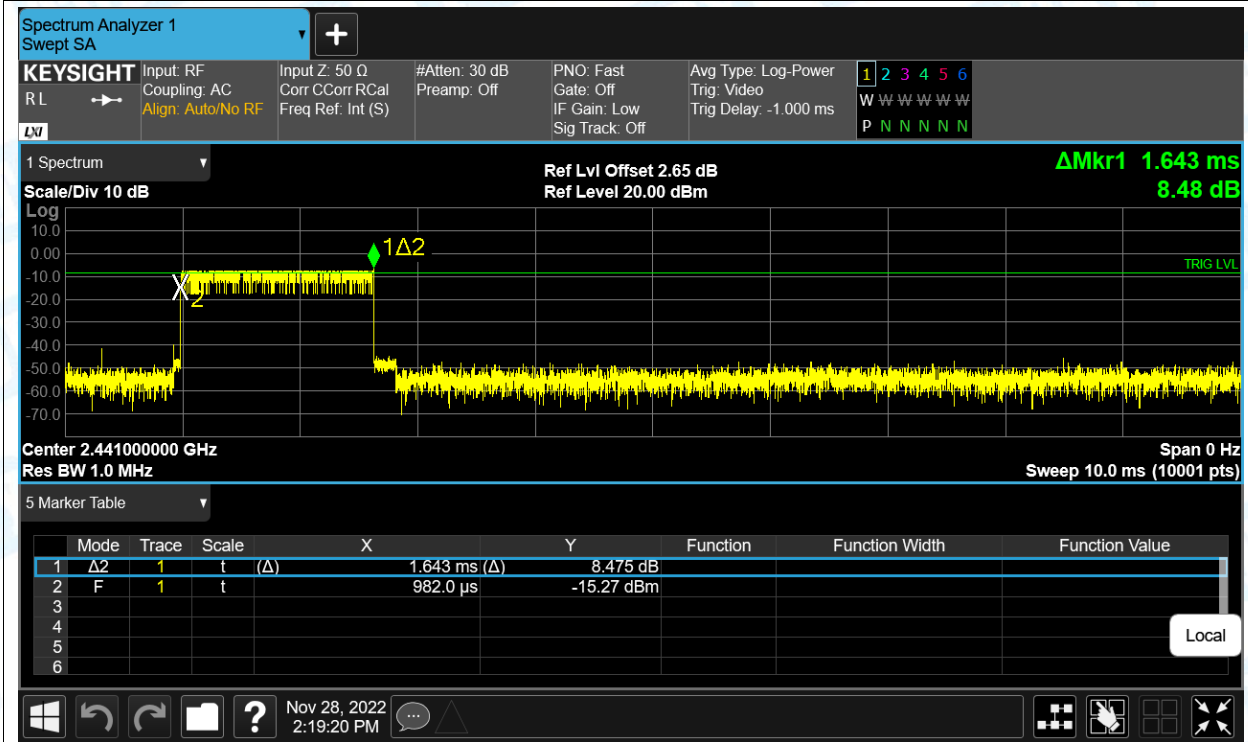 Spectrum Analyzer 1
Swept SA
+
KEYSIGHT
R L
LXI
Input: RF
Coupling: AC
Align: Auto/No RF
Input Z: 50 Ω
Corr CCorr RCal
Freq Ref: Int (S)
#Atten: 30 dB
Preamp: Off
PNO: Fast
Gate: Off
IF Gain: Low
Sig Track: Off
Avg Type: Log-Power
Trig: Video
Trig Delay: -1.000 ms
1 2 3 4 5 6
W W W W W W
P N N N N N
1 Spectrum
Scale/Div 10 dB
Ref Lvl Offset 2.65 dB
Ref Level 20.00 dBm
ΔMkr1 1.643 ms
8.48 dB
Log
10.0
0.00
-10.0
-20.0
-30.0
-40.0
-50.0
-60.0
-70.0
1Δ2
2
TRIG LVL
Center 2.441000000 GHz
Span 0 Hz
Res BW 1.0 MHz
Sweep 10.0 ms (10001 pts)
5 Marker Table
Mode Trace Scale X Y Function Function Width Function Value
1 Δ2 1 t (Δ) 1.643 ms (Δ) 8.475 dB
2 F 1 t 982.0 µs -15.27 dBm
3
4
5
6
Local
?
Nov 28, 2022
2:19:20 PM